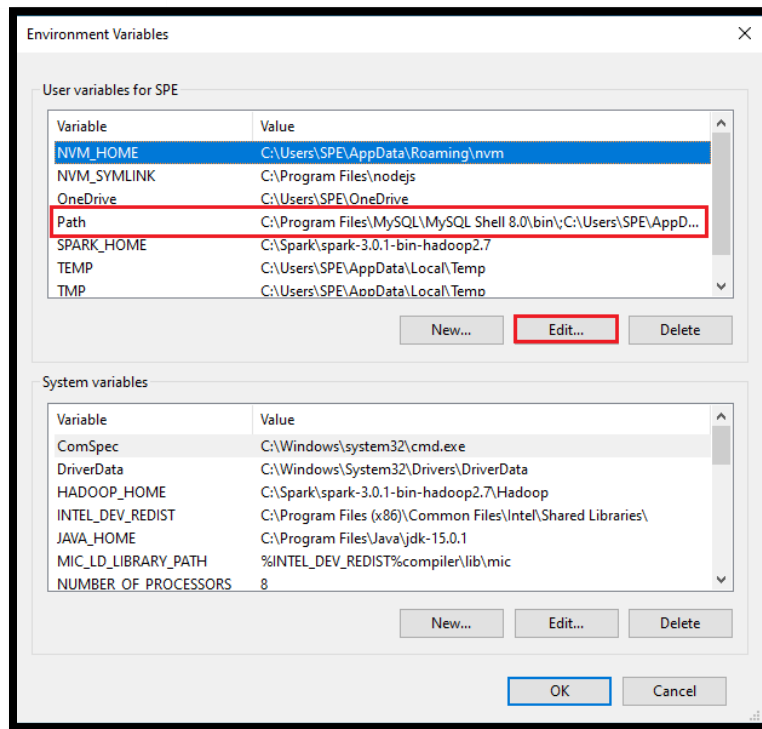 Environment Variables
User variables for SPE
Variable Value
NVM_HOME C:\Users\SPE\AppData\Roaming\nvm
NVM_SYMLINK C:\Program Files\nodejs
OneDrive C:\Users\SPE\OneDrive
Path C:\Program Files\MySQL\MySQL Shell 8.0\bin\;C:\Users\SPE\AppD...
SPARK_HOME C:\Spark\spark-3.0.1-bin-hadoop2.7
TEMP C:\Users\SPE\AppData\Local\Temp
TMP C:\Users\SPE\AppData\Local\Temp
New... Edit... Delete
System variables
Variable Value
ComSpec C:\Windows\system32\cmd.exe
DriverData C:\Windows\System32\Drivers\DriverData
HADOOP_HOME C:\Spark\spark-3.0.1-bin-hadoop2.7\Hadoop
INTEL_DEV_REDIST C:\Program Files (x86)\Common Files\Intel\Shared Libraries\
JAVA_HOME C:\Program Files\Java\jdk-15.0.1
MIC_LD_LIBRARY_PATH %INTEL_DEV_REDIST%compiler\lib\mic
NUMBER_OF_PROCESSORS 8
New... Edit... Delete
OK Cancel